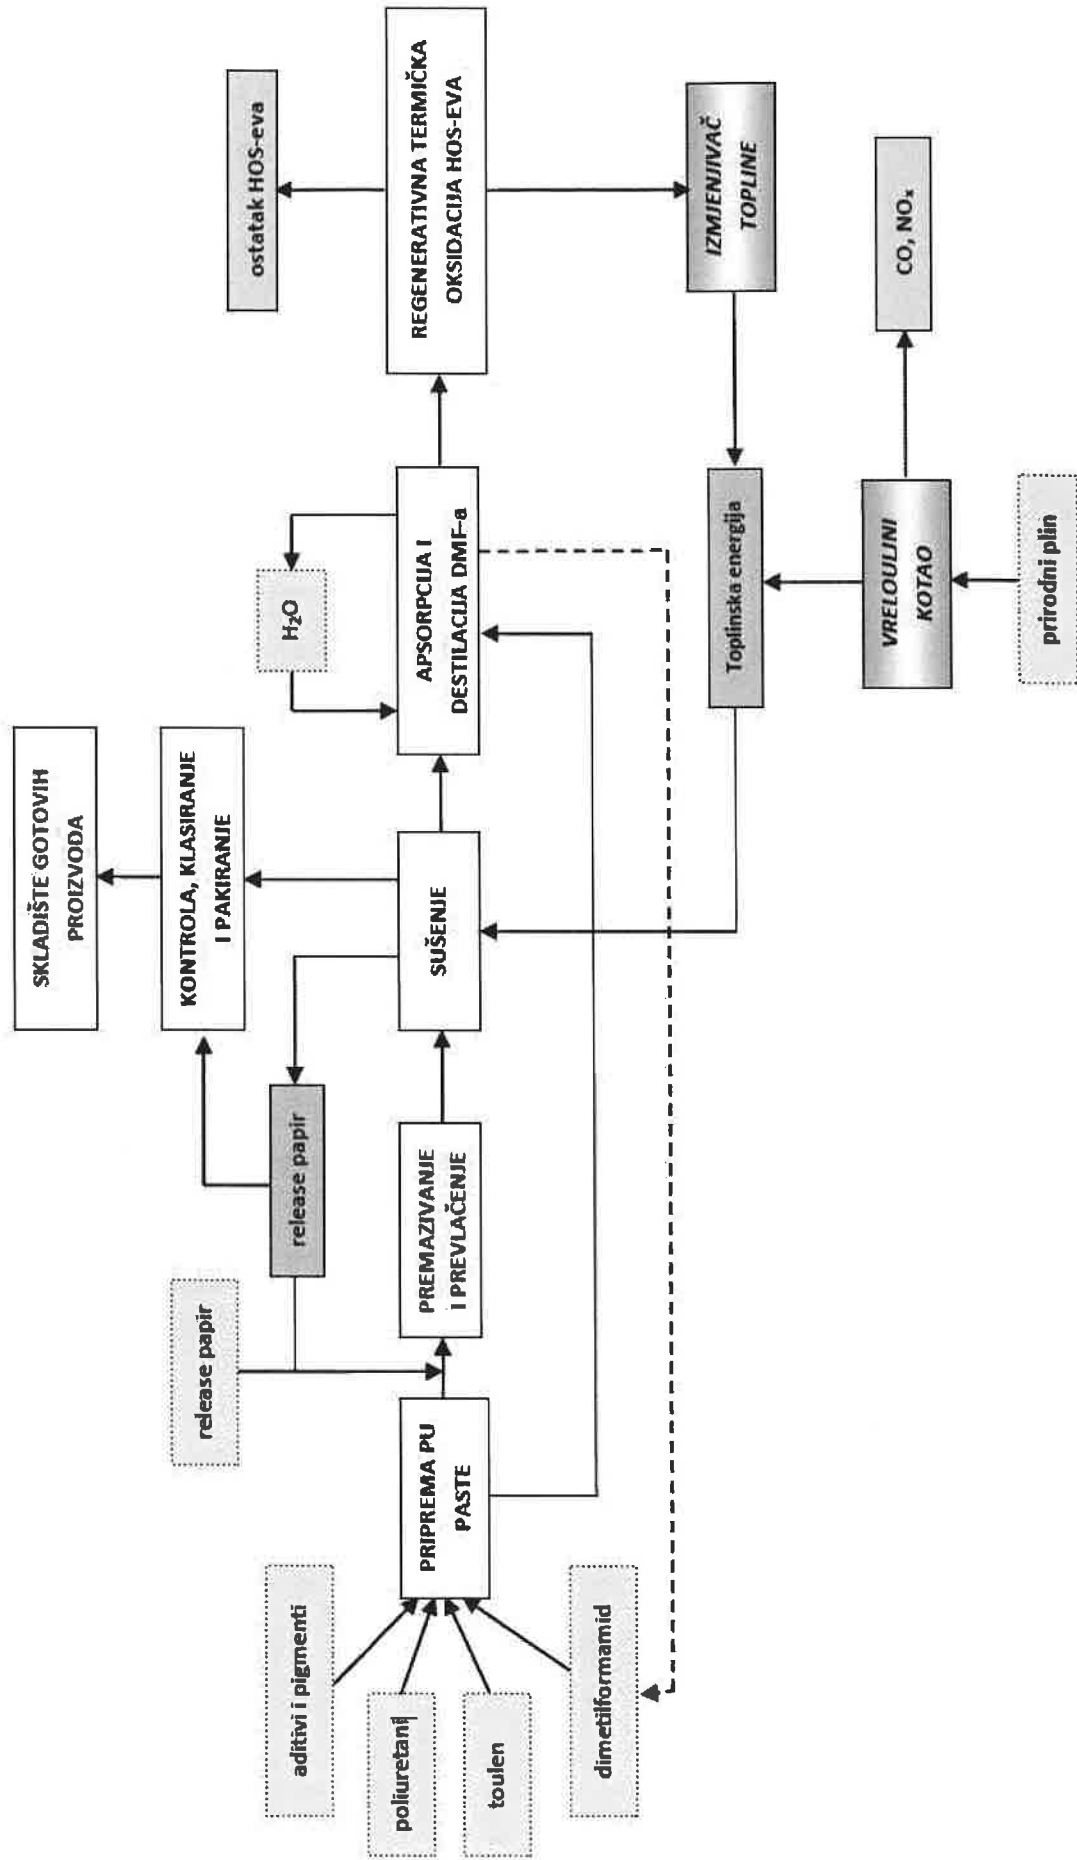 SKLADIŠTE GOTOVIH
PROIZVODA
KONTROLA, KLASIRANJE
I PAKIRANJE
release papir
release papir
H₂O
ostatak HOS-eva
aditivi i pigmenti
poliuretani
toulen
dimetilformamid
PRIPREMA PU
PASTE
PREMAZIVANJE
I PREVLAČENJE
SUŠENJE
APSORPCIJA I
DESTILACIJA DMF-a
REGENERATIVNA TERMIČKA
OKSIDACIJA HOS-EVA
Toplinska energija
IZMJENJIVAČ
TOPLINE
VRELOULJNI
KOTAO
CO, NOₓ
prirodni plin